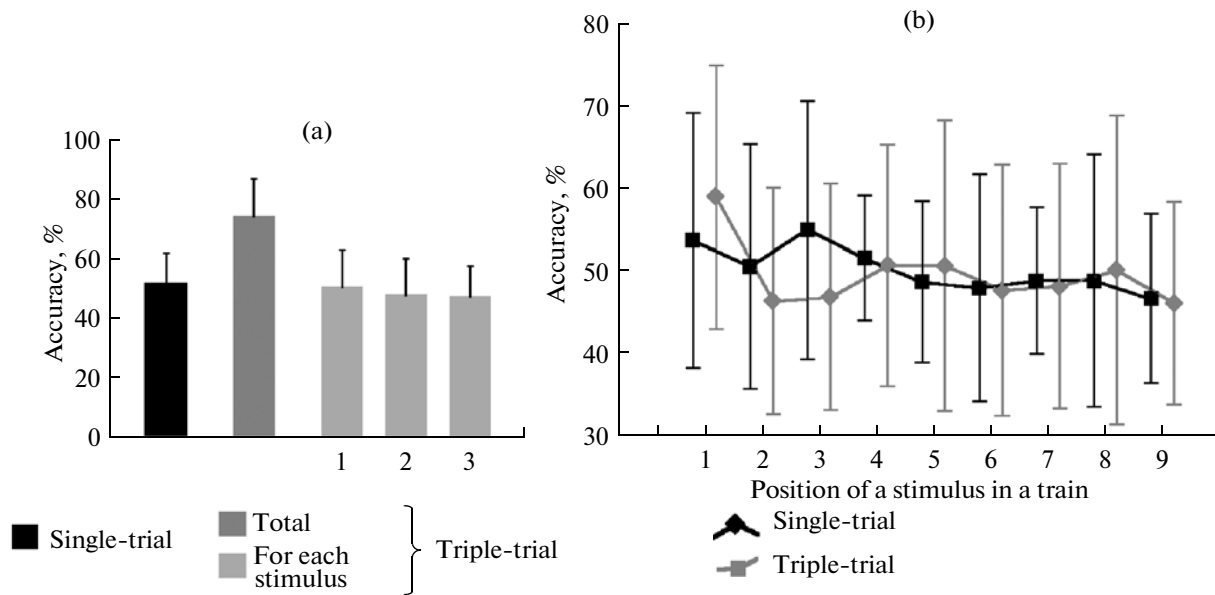 (a)
100
80
60
40
20
0
Accuracy, %
1 2 3
Single-trial
Total
For each
stimulus
Triple-trial
(b)
80
70
60
50
40
30
Accuracy, %
1 2 3 4 5 6 7 8 9
Position of a stimulus in a train
Single-trial
Triple-trial